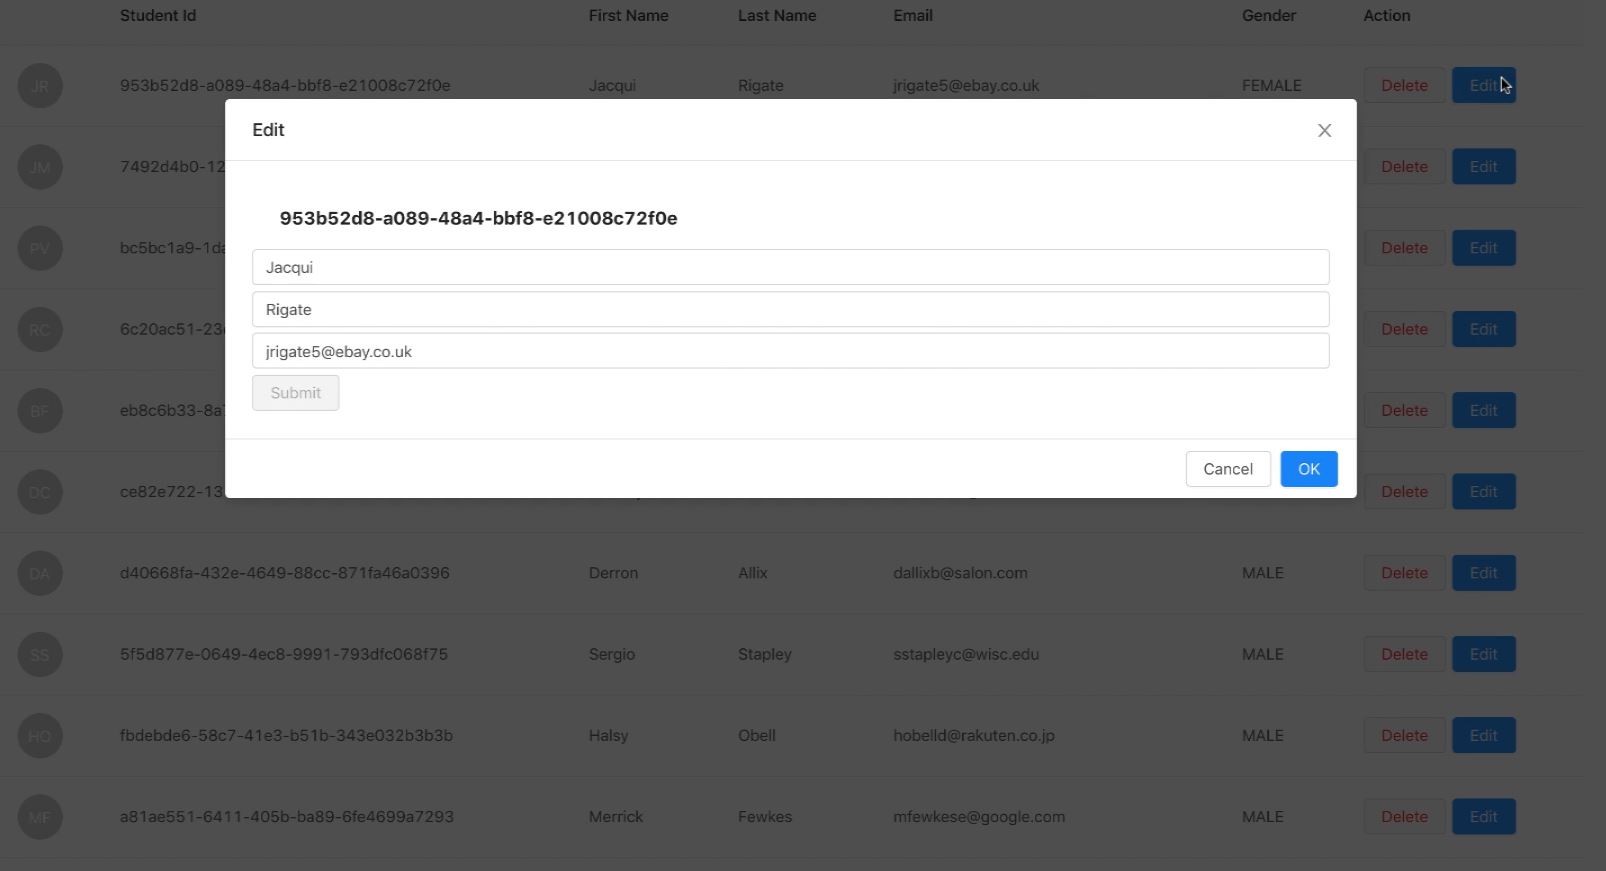 Student Id First Name Last Name Email Gender Action
JR 953b52d8-a089-48a4-bbf8-e21008c72f0e Jacqui Rigate jrigate5@ebay.co.uk FEMALE Delete Edit
Edit
JM 7492d4b0-12 Delete Edit
953b52d8-a089-48a4-bbf8-e21008c72f0e
PV bc5bc1a9-1da Delete Edit
Jacqui
Rigate
RC 6c20ac51-23 Delete Edit
jrigate5@ebay.co.uk
Submit
BF eb8c6b33-8a Delete Edit
Cancel OK
DC ce82e722-13 Delete Edit
DA d40668fa-432e-4649-88cc-871fa46a0396 Derron Allix dallixb@salon.com MALE Delete Edit
SS 5f5d877e-0649-4ec8-9991-793dfc068f75 Sergio Stapley sstapleyc@wisc.edu MALE Delete Edit
HO fbdebde6-58c7-41e3-b51b-343e032b3b3b Halsy Obell hobelld@rakuten.co.jp MALE Delete Edit
MF a81ae551-6411-405b-ba89-6fe4699a7293 Merrick Fewkes mfewkese@google.com MALE Delete Edit